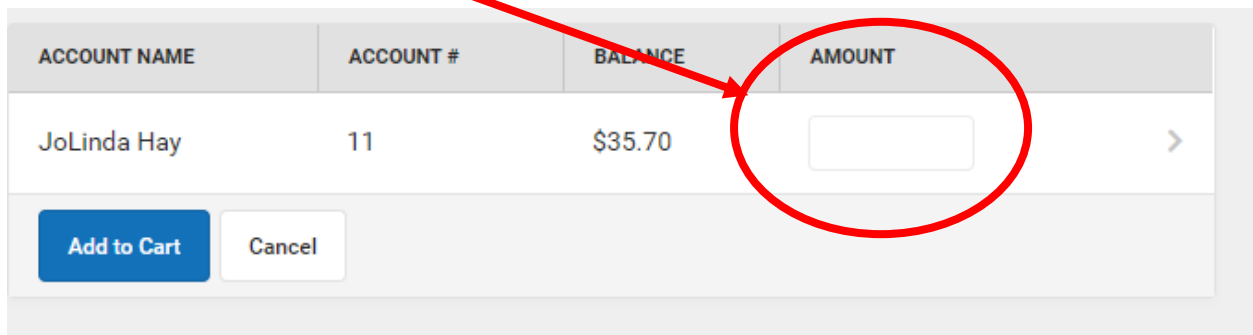 ACCOUNT NAME ACCOUNT # BALANCE AMOUNT
JoLinda Hay 11 $35.70
Add to Cart Cancel